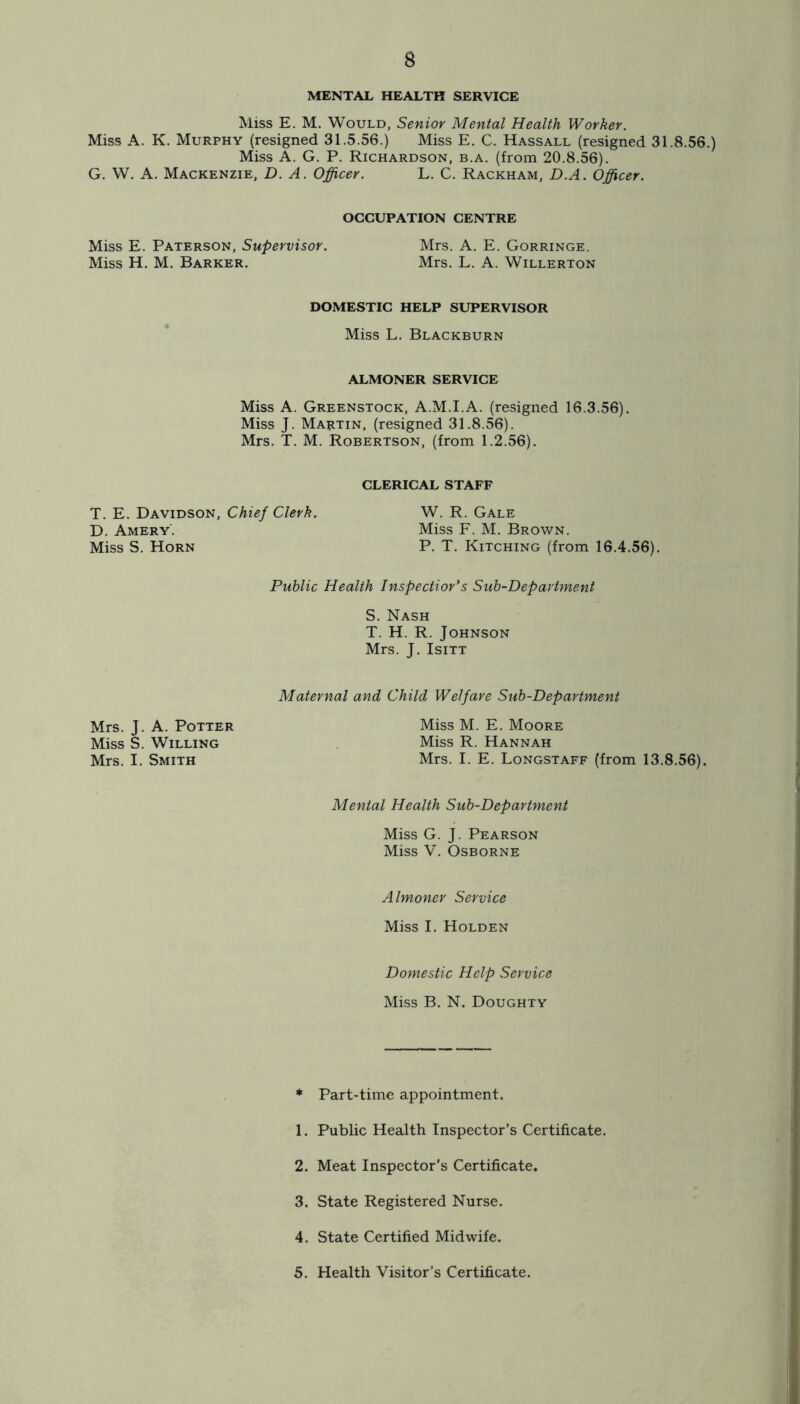 8
MENTAL HEALTH SERVICE
Miss E. M. Would, Senior Mental Health Worker.
Miss A. K. Murphy (resigned 31.5.56.) Miss E. C. Hassall (resigned 31.8.56.)
Miss A. G. P. Richardson, b.a. (from 20.8.56).
G. W. A. Mackenzie, D. A. Officer. L. C. Rackham, D.A. Officer.
OCCUPATION CENTRE
Miss E. Paterson, Supervisor. Mrs. A. E. Gorringe.
Miss H. M. Barker. Mrs. L. A. Willerton
DOMESTIC HELP SUPERVISOR
Miss L. Blackburn
ALMONER SERVICE
Miss A. Greenstock, A.M.I.A. (resigned 16.3.56).
Miss J. Martin, (resigned 31.8.56).
Mrs. T. M. Robertson, (from 1.2.56).
CLERICAL STAFF
T. E. Davidson, Chief Clerk. W. R. Gale
D. Amery. Miss F. M. Brown.
Miss S. Horn P. T. Kitching (from 16.4.56).
Public Health Inspectior's Sub-Department
S. Nash
T. H. R. Johnson
Mrs. J. Isitt
Maternal and Child Welfare Sub-Department
Mrs. J. A. Potter Miss M. E. Moore
Miss S. Willing Miss R. Hannah
Mrs. I. Smith Mrs. I. E. Longstaff (from 13.8.56).
Mental Health Sub-Department
Miss G. J. Pearson
Miss V. Osborne
Almoner Service
Miss I. Holden
Domestic Help Service
Miss B. N. Doughty
* Part-time appointment.
1. Public Health Inspector's Certificate.
2. Meat Inspector's Certificate.
3. State Registered Nurse.
4. State Certified Midwife.
5. Health Visitor's Certificate.